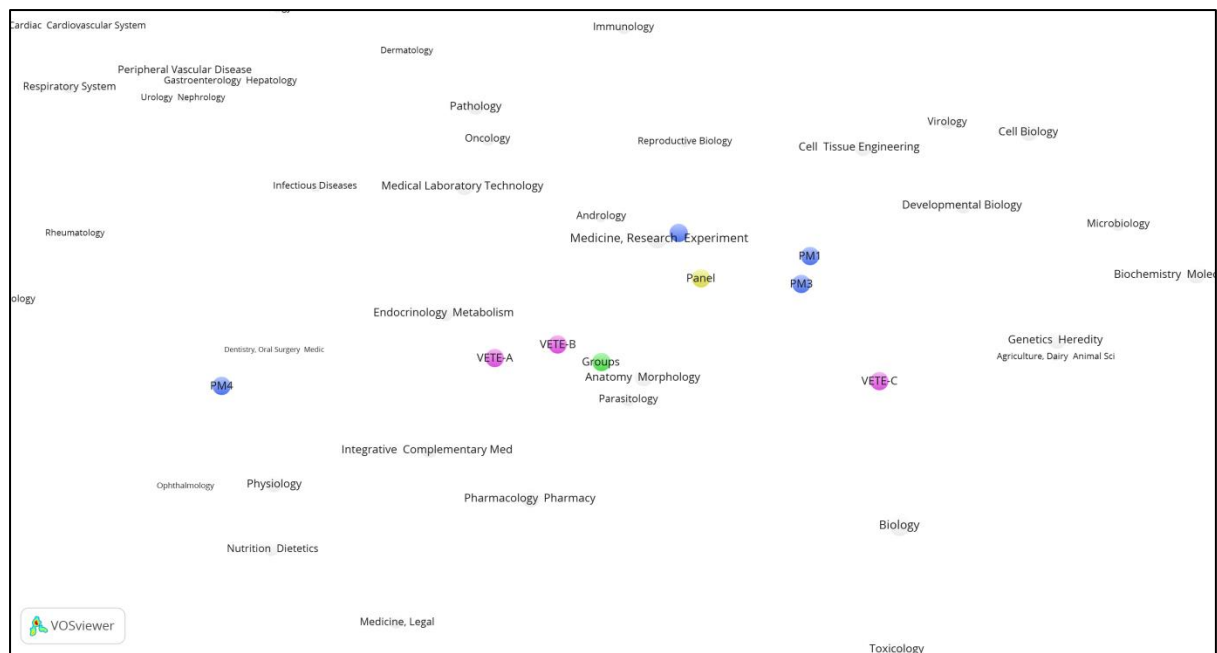 Cardiac Cardiovascular System
Immunology
Dermatology
Peripheral Vascular Disease
Gastroenterology Hepatology
Respiratory System
Urology Nephrology
Pathology
Virology
Cell Biology
Oncology
Reproductive Biology
Cell Tissue Engineering
Infectious Diseases
Medical Laboratory Technology
Developmental Biology
Andrology
Microbiology
Rheumatology
Medicine, Research Experiment
PM1
Biochemistry Molec
Panel
PM3
ology
Endocrinology Metabolism
Genetics Heredity
Dentistry, Oral Surgery Medic
VETE-B
VETE-A
Agriculture, Dairy Animal Sci
Groups
Anatomy Morphology
VETE-C
PM4
Parasitology
Integrative Complementary Med
Ophthalmology
Physiology
Pharmacology Pharmacy
Biology
Nutrition Dietetics
Medicine, Legal
VOSviewer
Toxicology